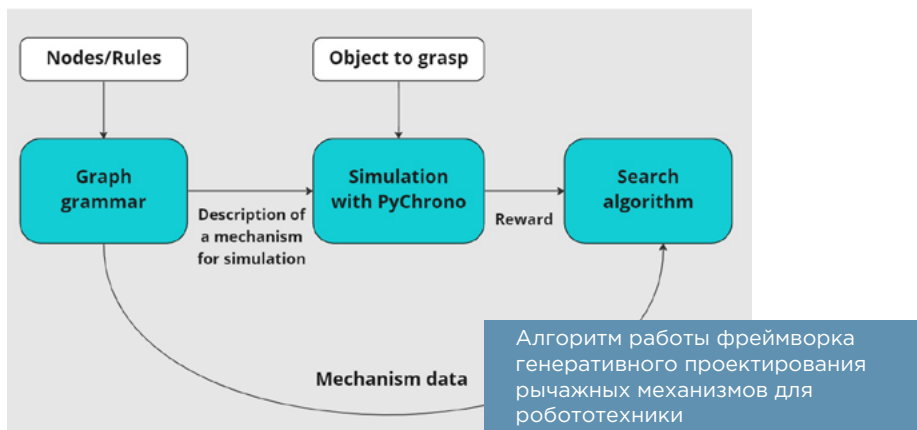 Nodes/Rules
Object to grasp
Graph
grammar
Description of
a mechanism
for simulation
Simulation
with PyChrono
Reward
Search
algorithm
Mechanism data
Алгоритм работы фреймворка
генеративного проектирования
рычажных механизмов для
робототехники